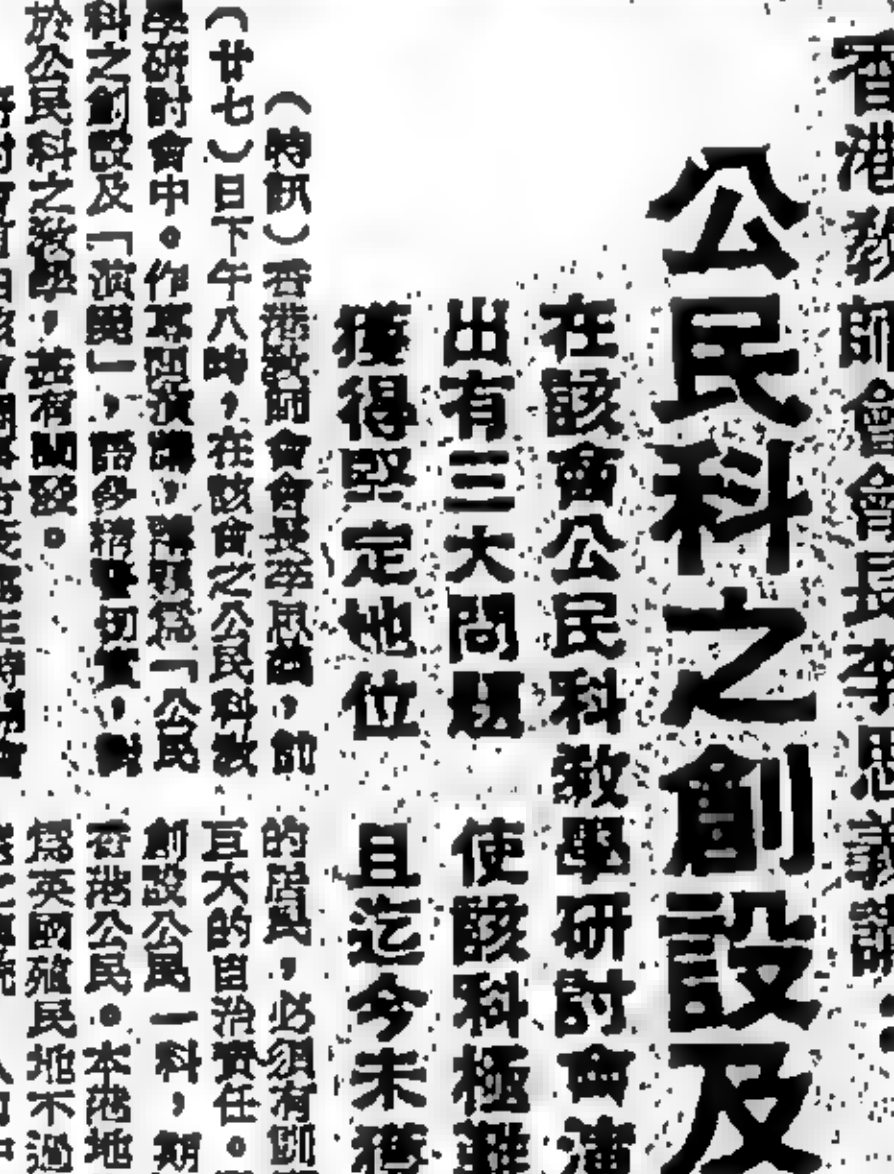 香港教師會會長李思義講
公民科之創設及
在該會公民科教學研討會演
出有三大問題
使該科極難
獲得堅定地位
且迄今未獲
（特訊）香港教師會會長李思義，前
（廿七）日下午八時，在該會之公民科教
學研討會中。作專題演講，講題為「公民
科之創設及「演變」，語多精警切實，對
於公民科之教學，甚有闡發。
的居民，必須有訓
巨大的自治責任。
創設公民一科，期
香港公民。本港地
為英國殖民地不過